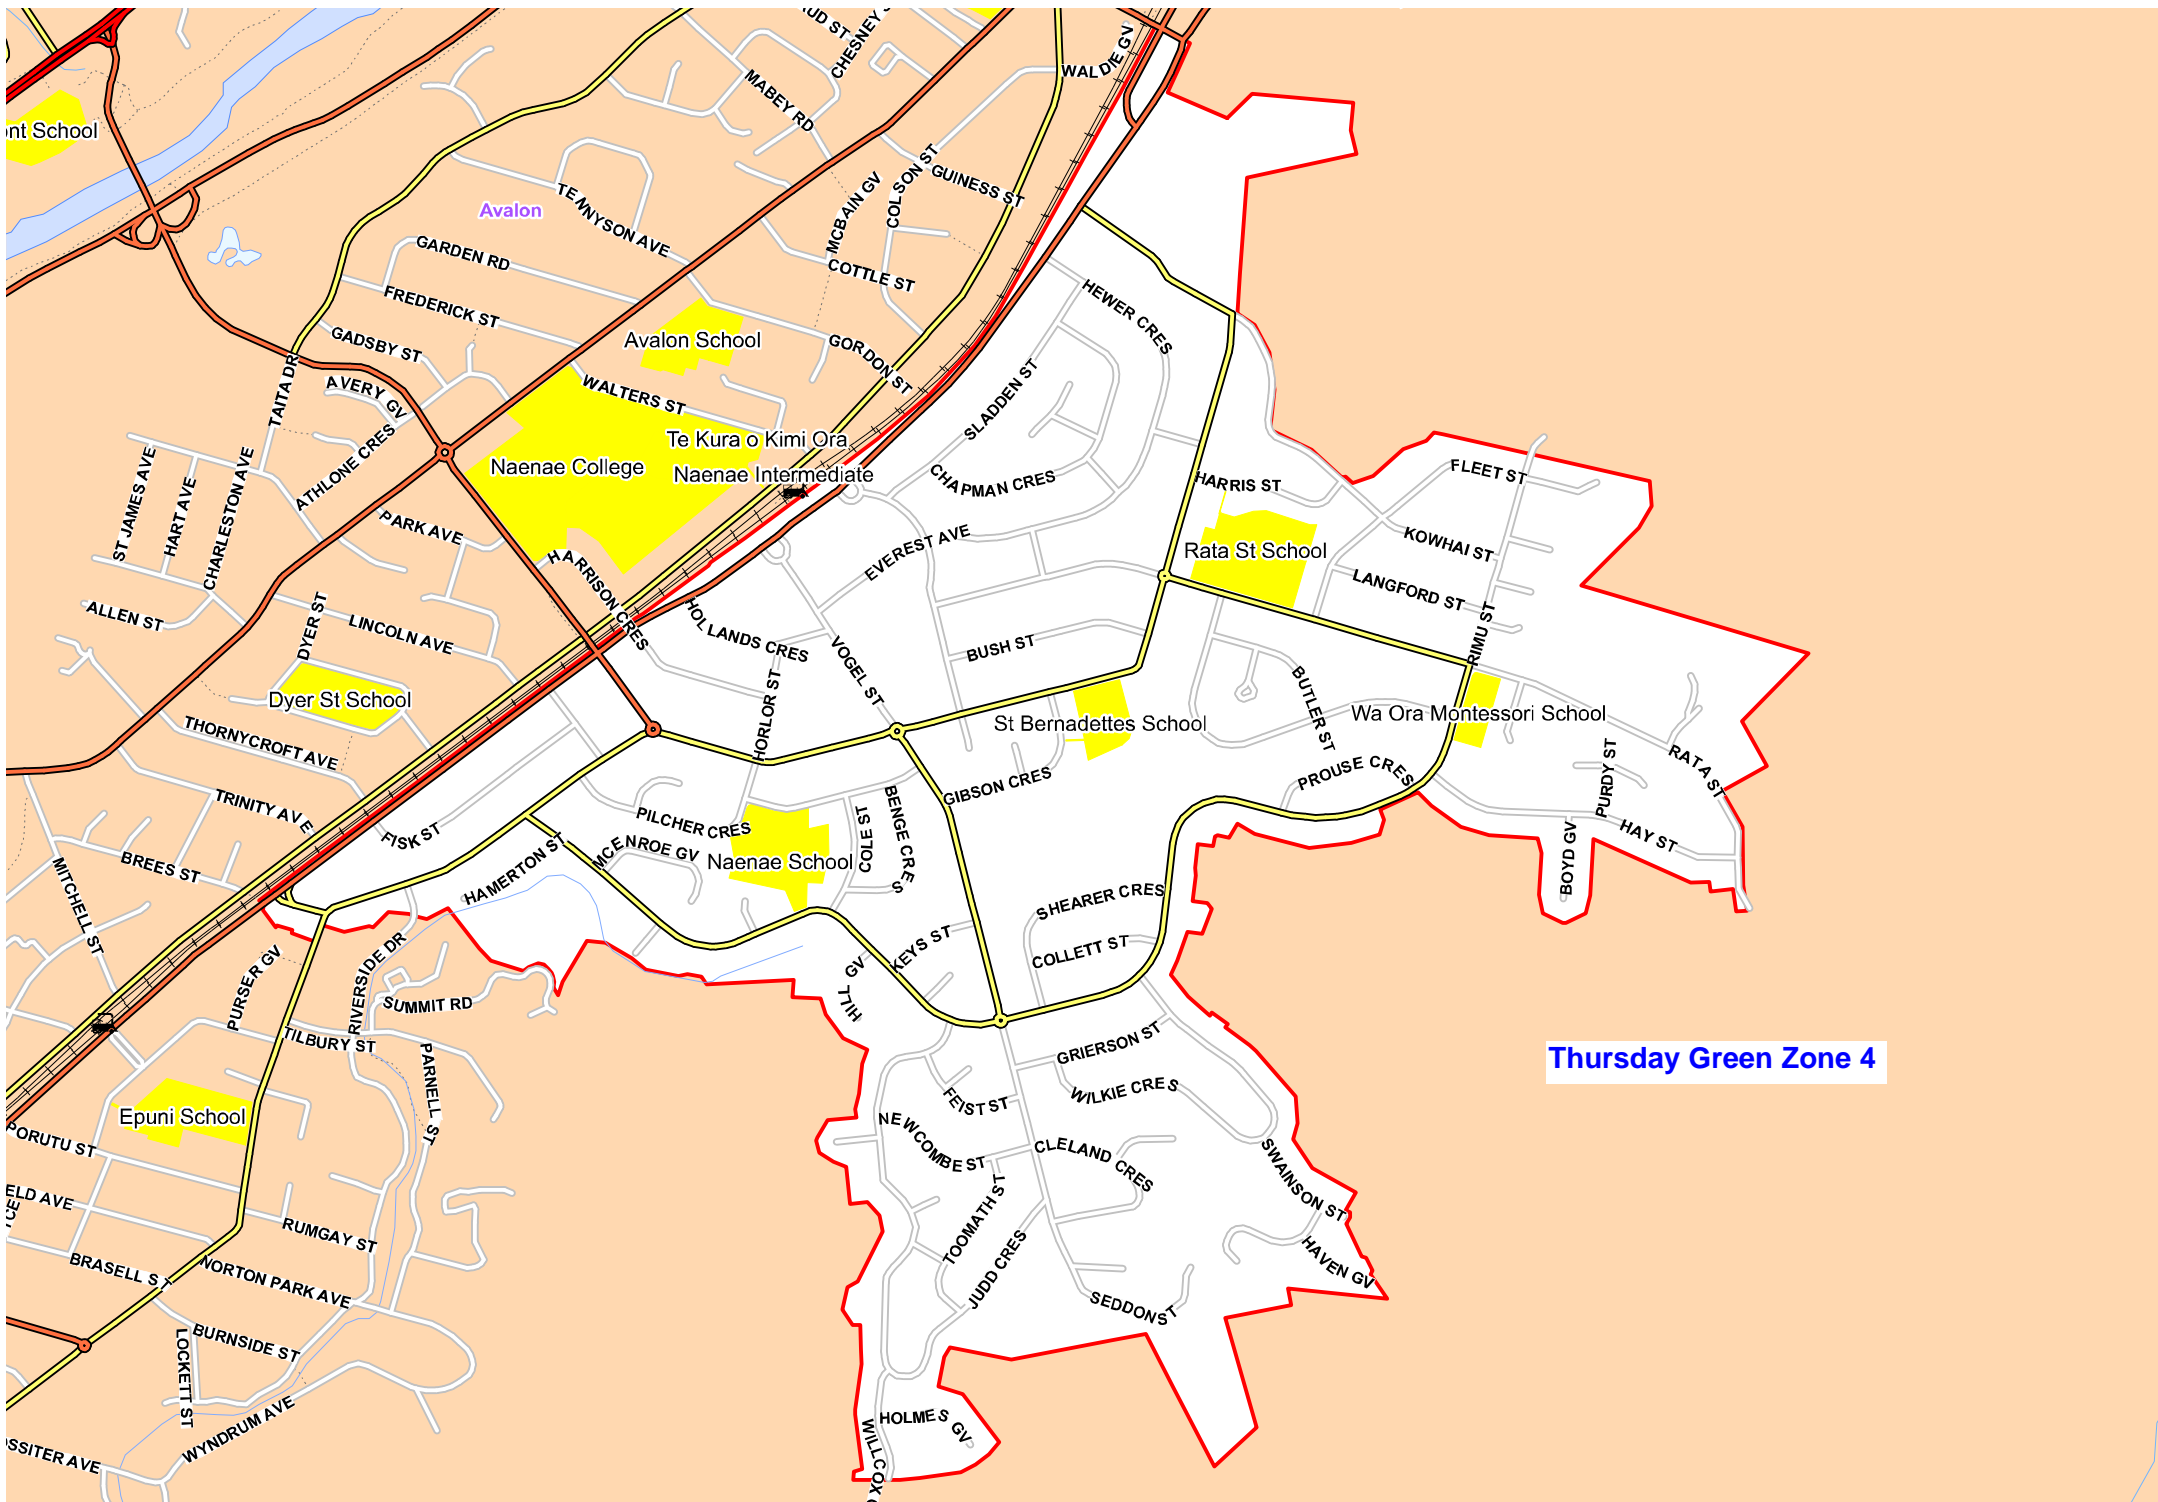 CHESNEY
WALDIE GV
MABEY RD
ont School
COLSON ST
GUINESS ST
MCBAIN GV
TENNYSON AVE
Avalon
GARDEN RD
COTTLE ST
FREDERICK ST
HEWER CRES
GADSBY ST
Avalon School
GORDON ST
TAITA DR
AVERY GV
WALTERS ST
SLADDEN ST
Te Kura o Kimi Ora
Naenae College
Naenae Intermediate
ATHLONE CRES
CHAPMAN CRES
HARRIS ST
FLEET ST
ST JAMES AVE
HART AVE
CHARLESTON AVE
PARK AVE
EVEREST AVE
KOWHAI ST
Rata St School
HARRISON CRES
LANGFORD ST
ALLEN ST
DYER ST
LINCOLN AVE
HOLLANDS CRES
VOGEL ST
BUSH ST
RIMU ST
Dyer St School
HORLOR ST
BUTLER ST
St Bernadettes School
Wa Ora Montessori School
THORNYCROFT AVE
RATA ST
PURDY ST
PROUSE CRES
GIBSON CRES
TRINITY AVE
FISK ST
PILCHER CRES
COLE ST
BENGE CRES
HAY ST
MCENROE GV
Naenae School
BOYD GV
BREES ST
HAMERTON ST
MITCHELL ST
SHEARER CRES
KEYS ST
COLLETT ST
PURSER GV
RIVERSIDE DR
HILL GV
SUMMIT RD
TILBURY ST
GRIERSON ST
Thursday Green Zone 4
PARNELL ST
WILKIE CRES
FEIST ST
Epuni School
NEWCOMBE ST
PORUTU ST
CLELAND CRES
SWAINSON ST
ELD AVE
TOOMATH ST
RUMGAY ST
JUDD CRES
HAVEN GV
BRASELL ST
NORTON PARK AVE
SEDDON ST
BURNSIDE ST
LOCKETT ST
HOLMES GV
WYNDRUM AVE
WILLCOX
OSSITER AVE